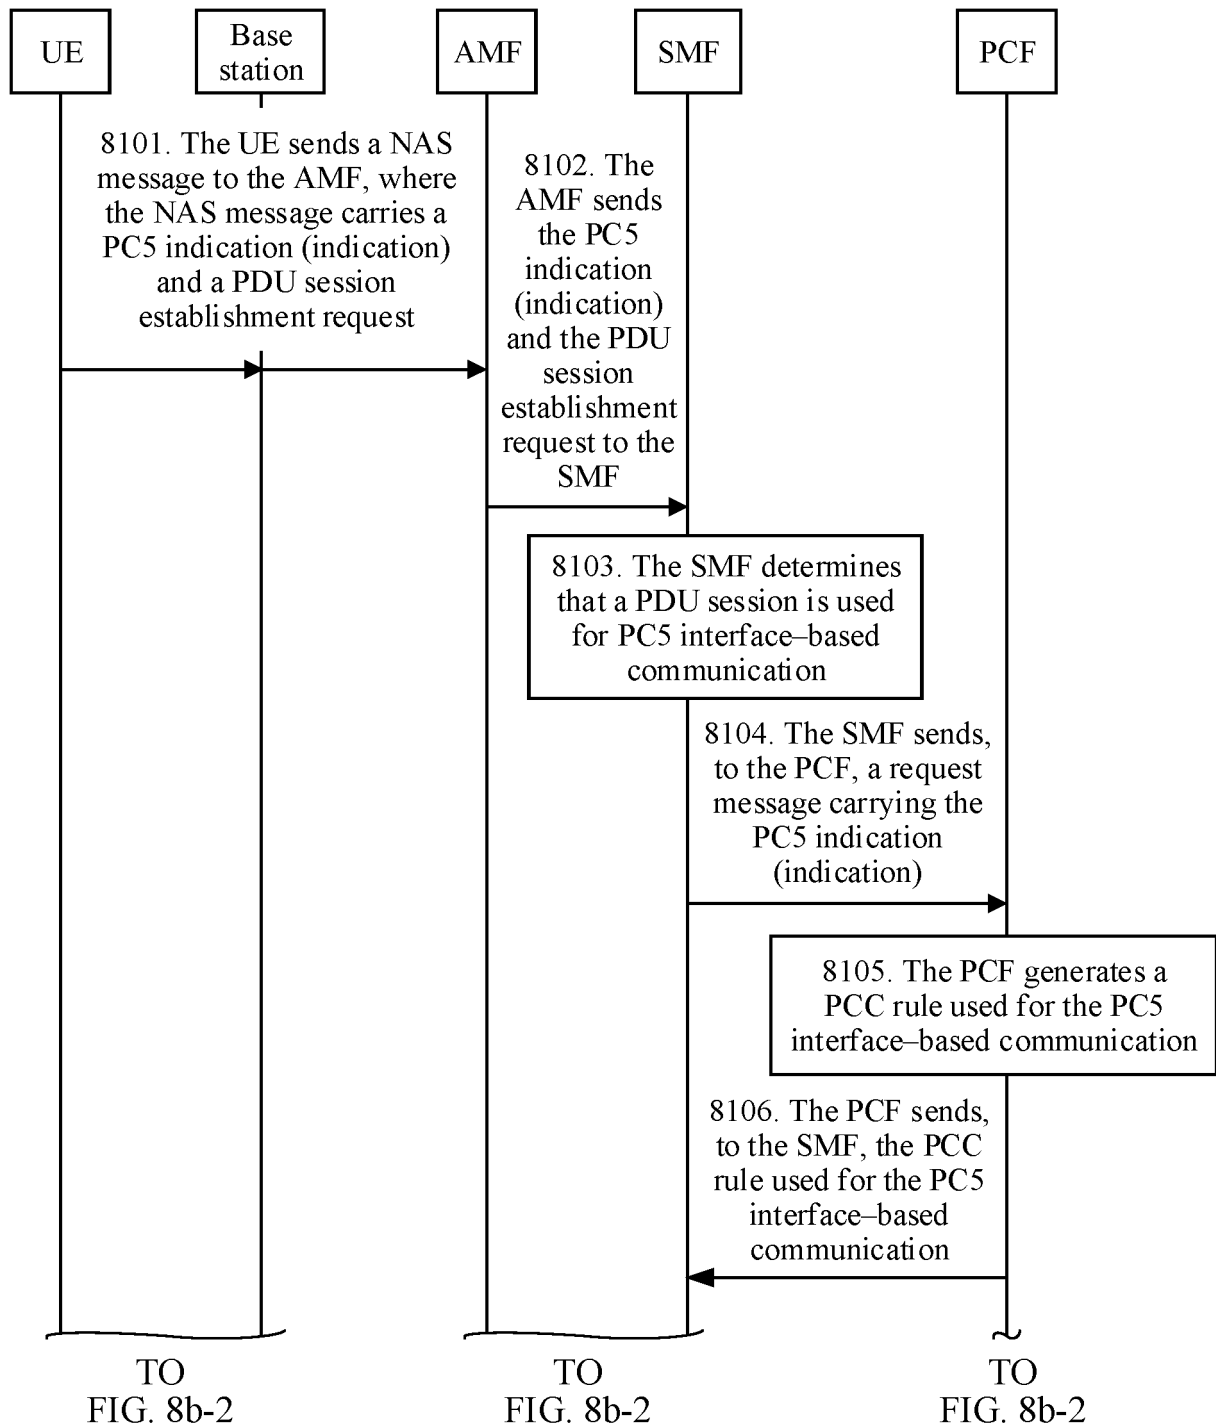 UE
Base
station
AMF
SMF
PCF
8101. The UE sends a NAS
message to the AMF, where
the NAS message carries a
PC5 indication (indication)
and a PDU session
establishment request
8102. The
AMF sends
the PC5
indication
(indication)
and the PDU
session
establishment
request to the
SMF
8103. The SMF determines
that a PDU session is used
for PC5 interface–based
communication
8104. The SMF sends,
to the PCF, a request
message carrying the
PC5 indication
(indication)
8105. The PCF generates a
PCC rule used for the PC5
interface–based communication
8106. The PCF sends,
to the SMF, the PCC
rule used for the PC5
interface–based
communication
TO
FIG. 8b-2
TO
FIG. 8b-2
TO
FIG. 8b-2